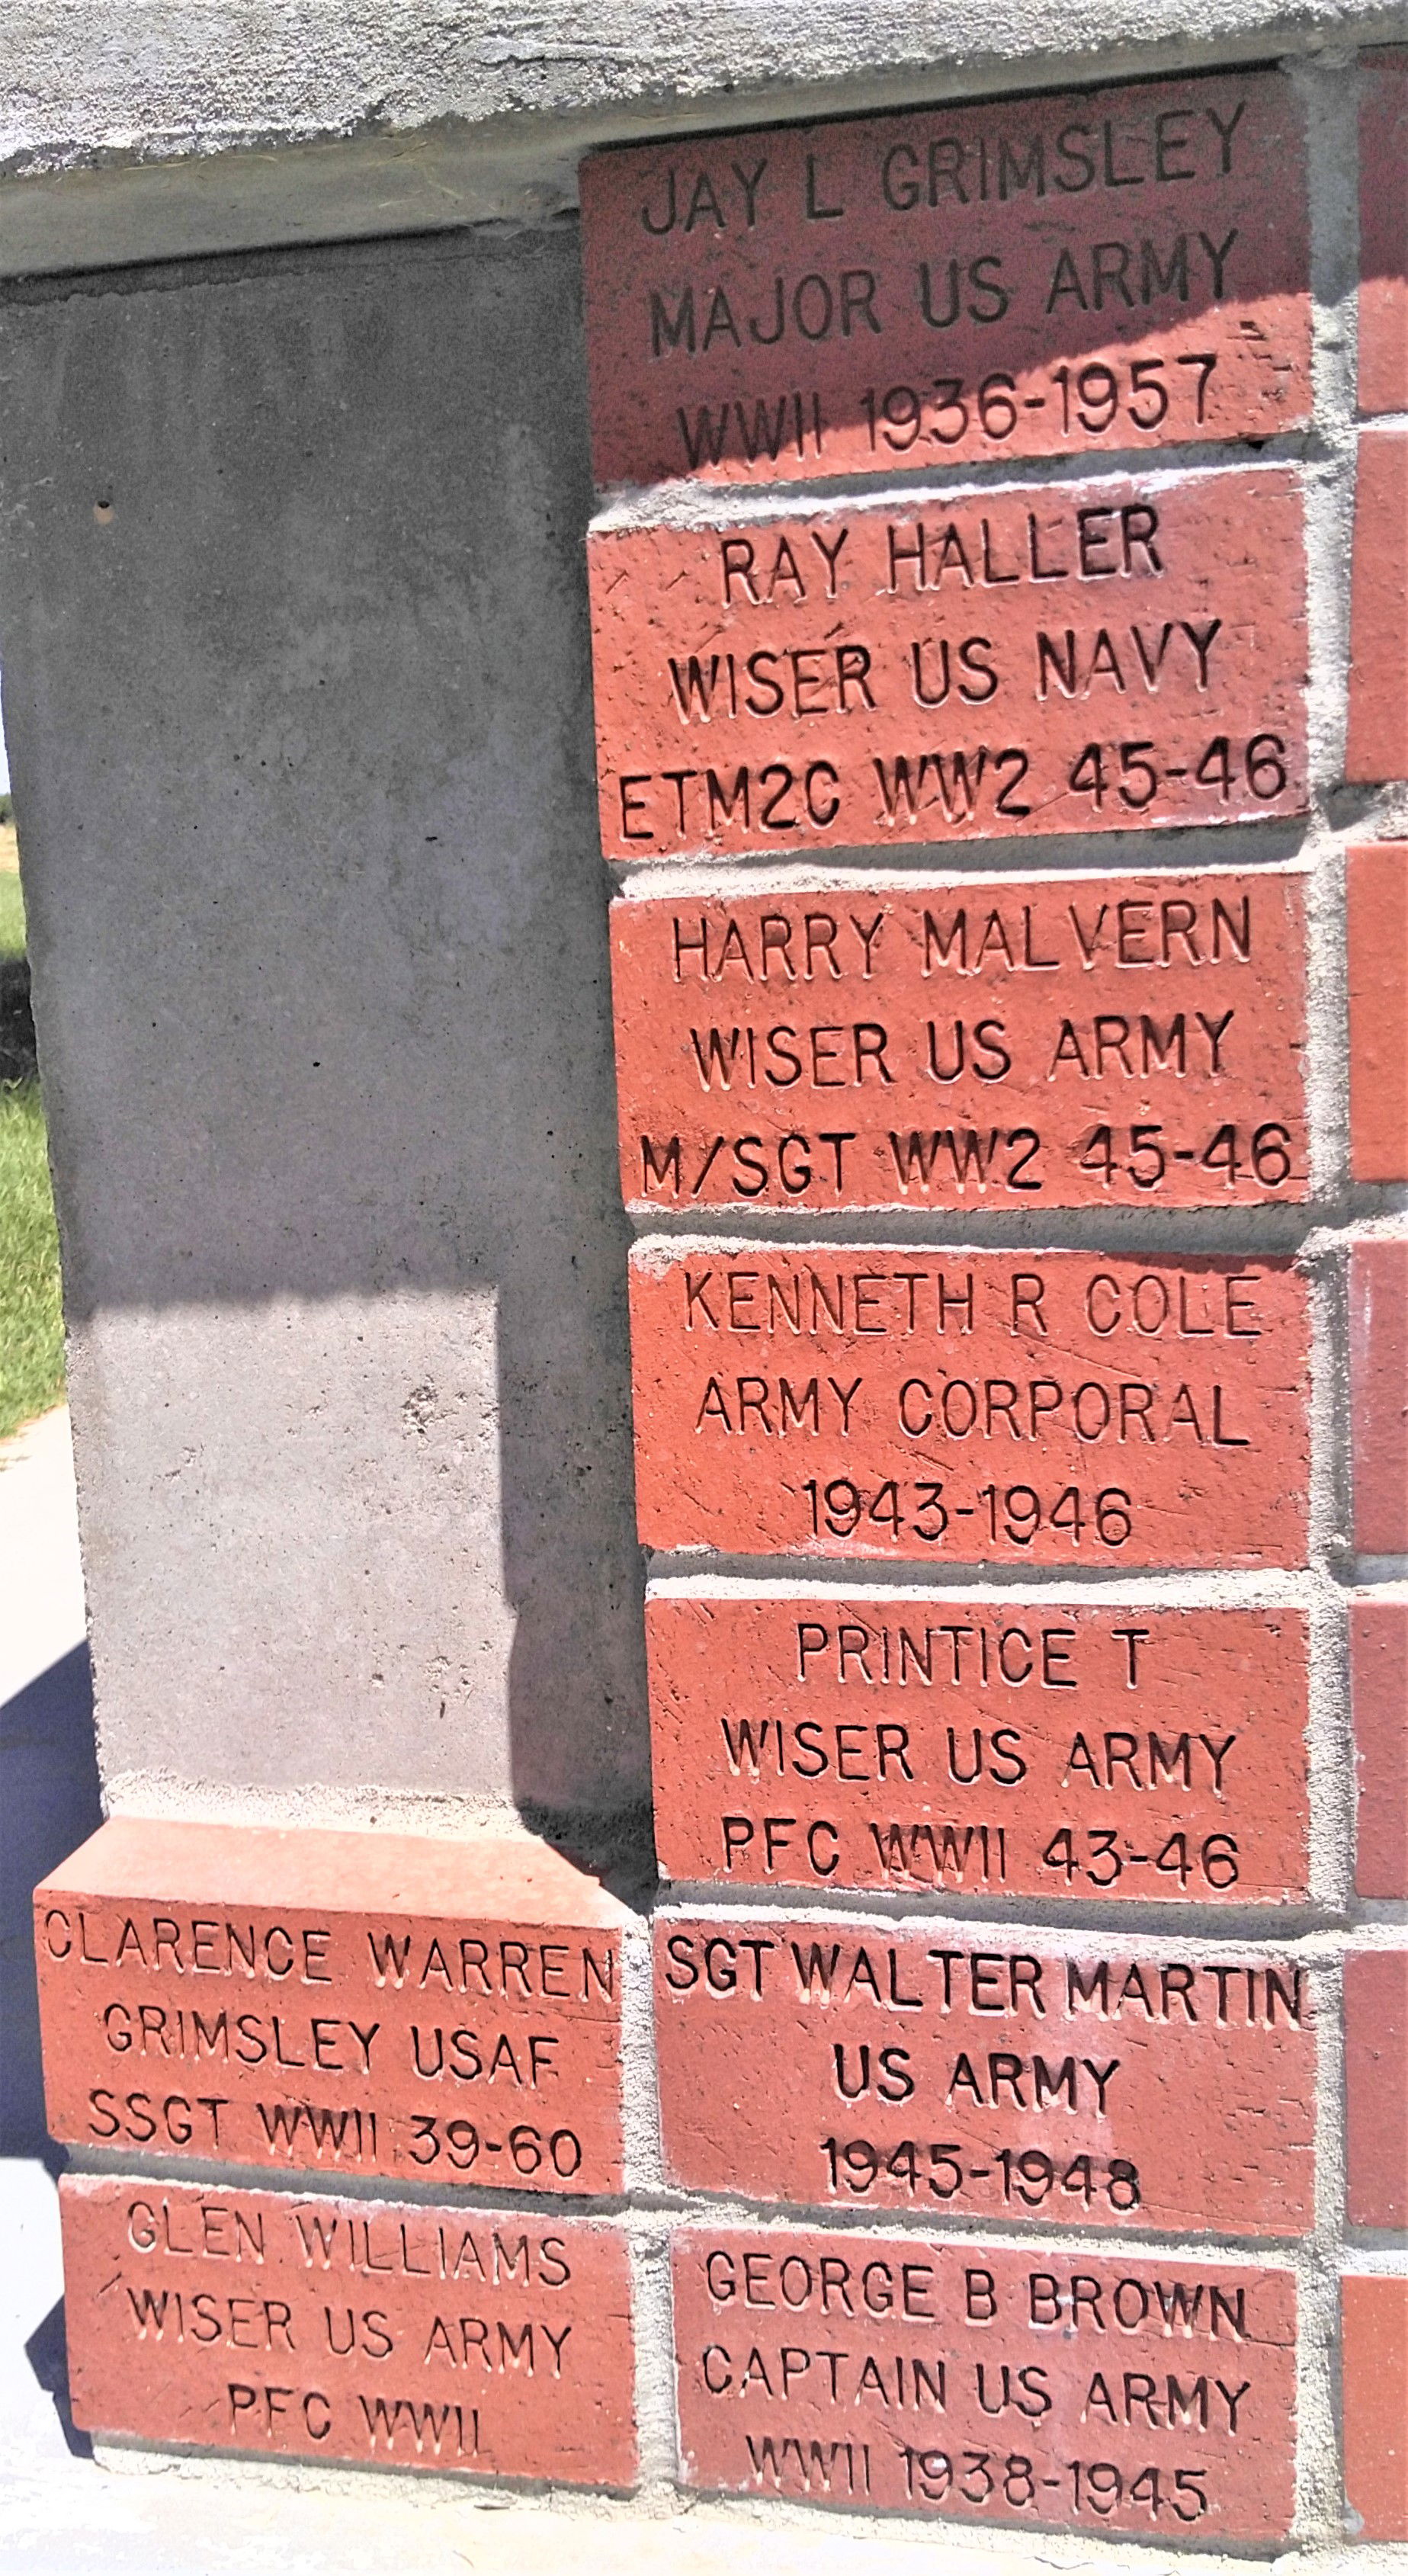 JAY L GRIMSLEY
MAJOR US ARMY
WWII 1936-1957
RAY HALLER
WISER US NAVY
ETM2C WW2 45-46
HARRY MALVERN
WISER US ARMY
M/SGT WW2 45-46
KENNETH R COLE
ARMY CORPORAL
1943-1946
PRINTICE T
WISER US ARMY
PFC WWII 43-46
CLARENCE WARREN
GRIMSLEY USAF
SSGT WWII 39-60
SGT WALTER MARTIN
US ARMY
1945-1948
GLEN WILLIAMS
WISER US ARMY
PFC WWII
GEORGE B BROWN
CAPTAIN US ARMY
WWII 1938-1945